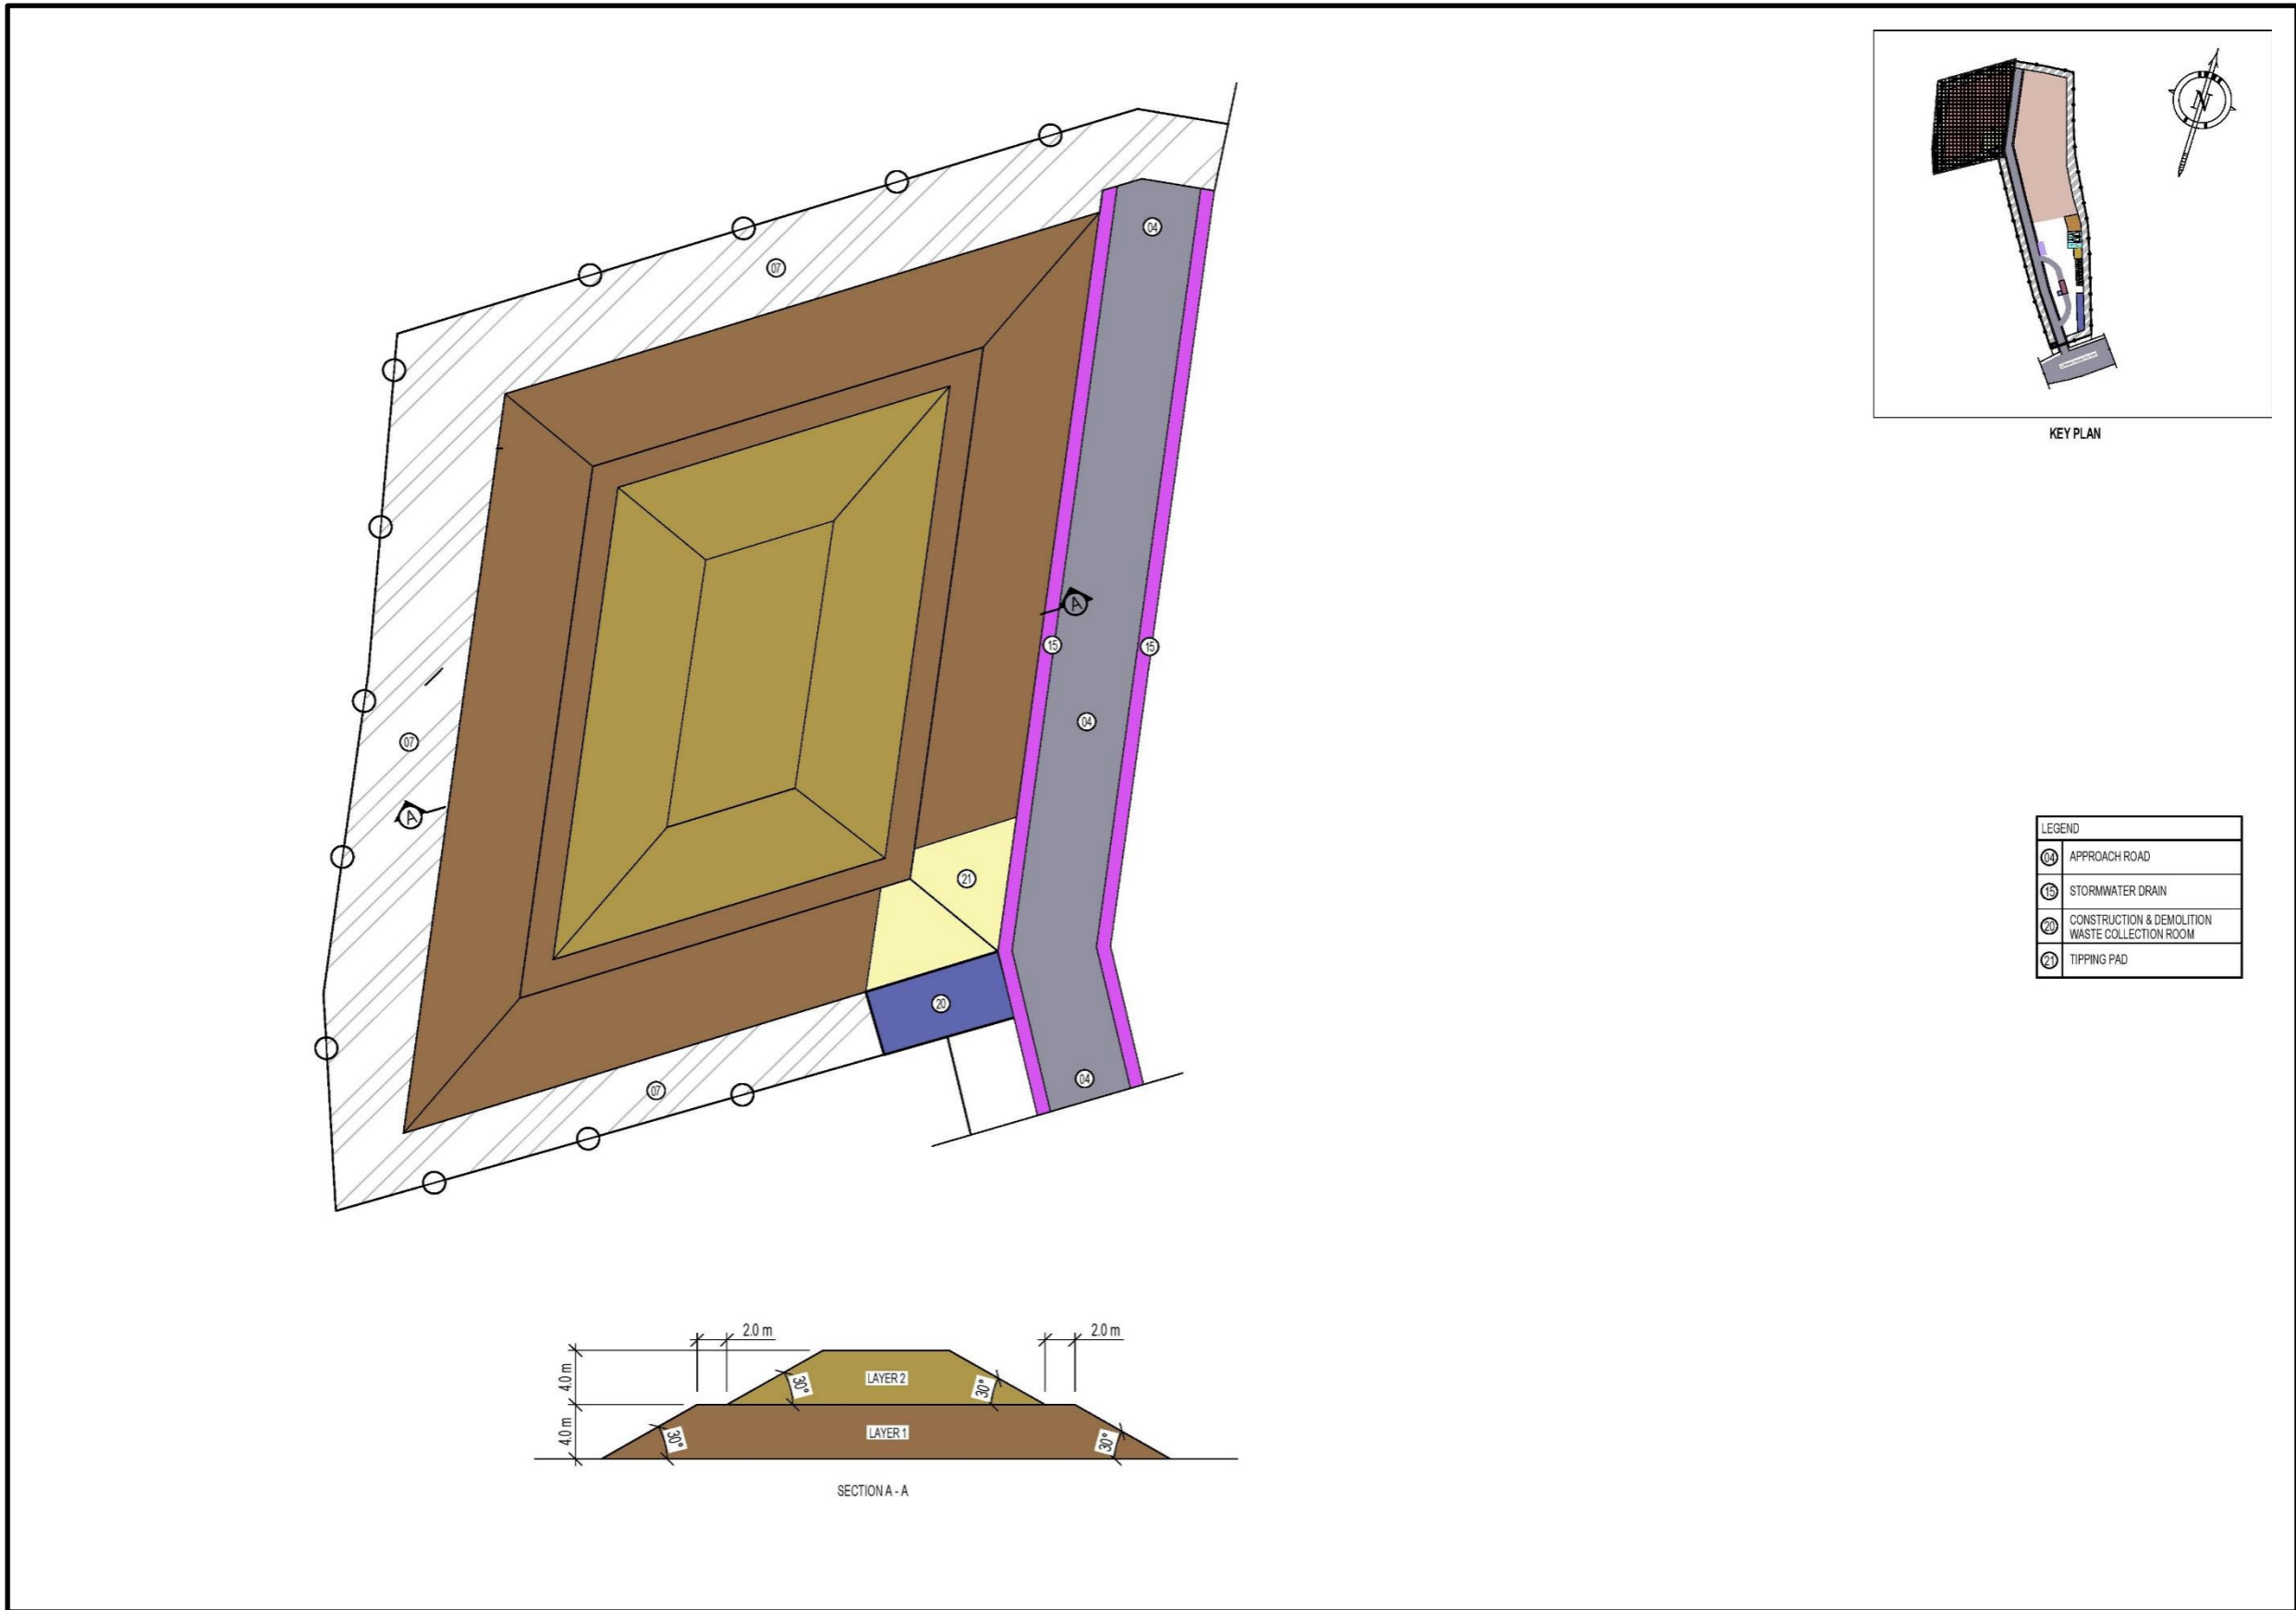 N
KEY PLAN
04
07
A
15
15
04
07
A
21
20
04
07
LEGEND
04 APPROACH ROAD
15 STORMWATER DRAIN
20 CONSTRUCTION & DEMOLITION
WASTE COLLECTION ROOM
21 TIPPING PAD
2.0 m
2.0 m
4.0 m
LAYER 2
30°
30°
4.0 m
LAYER 1
30°
30°
SECTION A - A